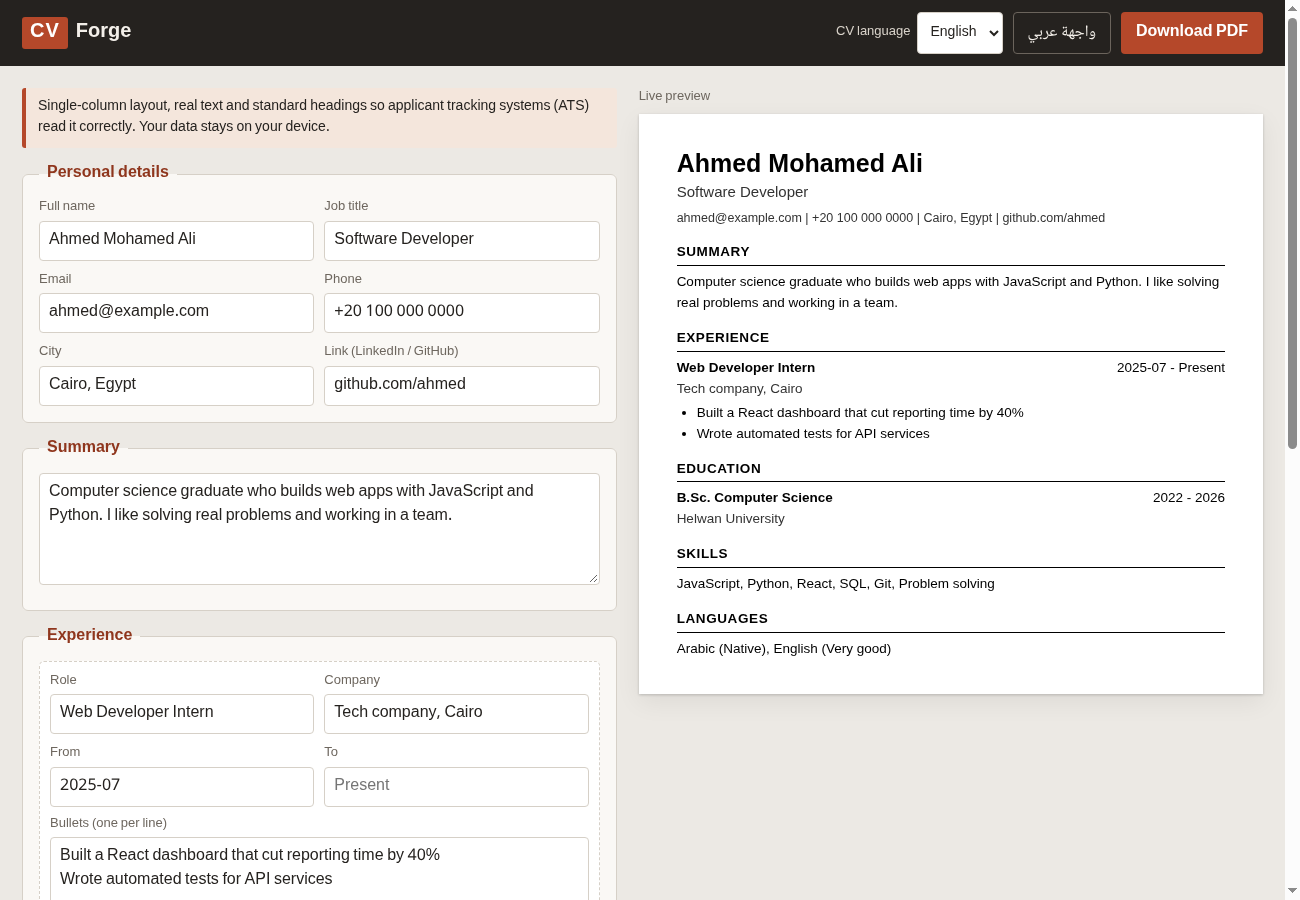 CV Forge
CV language
English
واجهة عربي
Download PDF
Single-column layout, real text and standard headings so applicant tracking systems (ATS)
read it correctly. Your data stays on your device.
Personal details
Full name
Job title
Ahmed Mohamed Ali
Software Developer
Email
Phone
ahmed@example.com
+20 100 000 0000
City
Link (LinkedIn / GitHub)
Cairo, Egypt
github.com/ahmed
Summary
Computer science graduate who builds web apps with JavaScript and
Python. I like solving real problems and working in a team.
Experience
Role
Company
Web Developer Intern
Tech company, Cairo
From
To
2025-07
Present
Bullets (one per line)
Built a React dashboard that cut reporting time by 40%
Wrote automated tests for API services
Live preview
Ahmed Mohamed Ali
Software Developer
ahmed@example.com | +20 100 000 0000 | Cairo, Egypt | github.com/ahmed
SUMMARY
Computer science graduate who builds web apps with JavaScript and Python. I like solving
real problems and working in a team.
EXPERIENCE
Web Developer Intern
2025-07 - Present
Tech company, Cairo
• Built a React dashboard that cut reporting time by 40%
• Wrote automated tests for API services
EDUCATION
B.Sc. Computer Science
2022 - 2026
Helwan University
SKILLS
JavaScript, Python, React, SQL, Git, Problem solving
LANGUAGES
Arabic (Native), English (Very good)